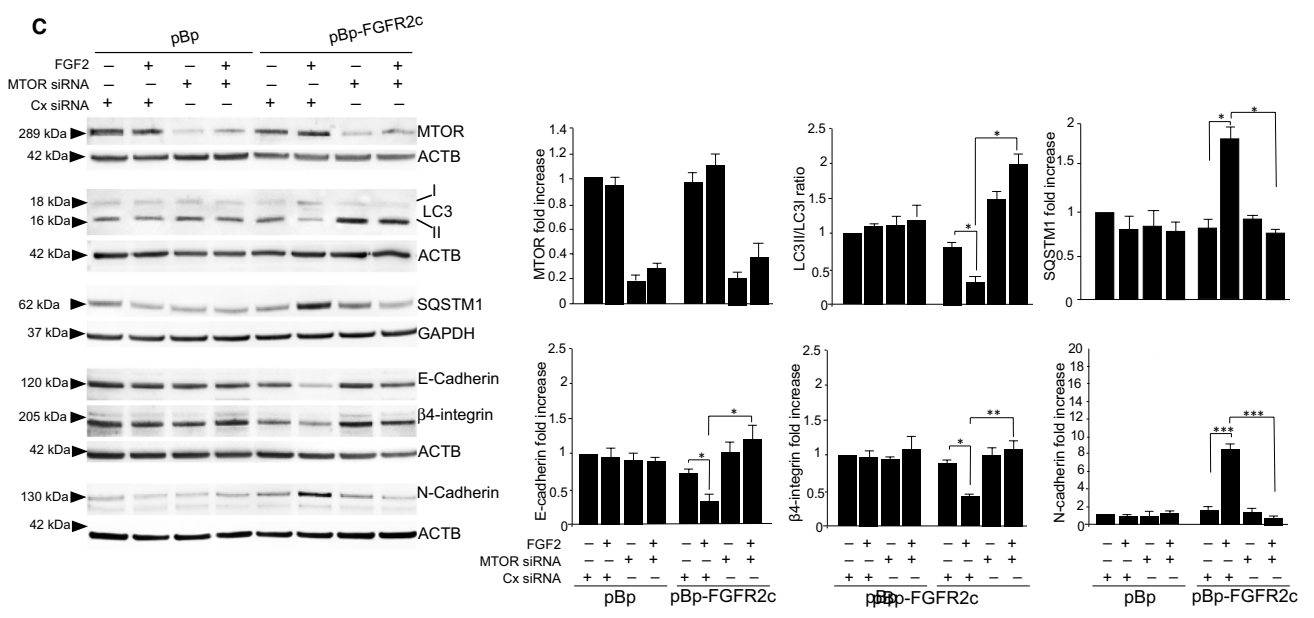 C
pBp
pBp-FGFR2c
FGF2 – + – + – + – +
MTOR siRNA – – + + – – + +
Cx siRNA + + – – + + – –
289 kDa MTOR
42 kDa ACTB
18 kDa I
LC3
16 kDa II
42 kDa ACTB
62 kDa SQSTM1
37 kDa GAPDH
120 kDa E-Cadherin
205 kDa β4-integrin
42 kDa ACTB
130 kDa N-Cadherin
42 kDa ACTB
MTOR fold increase
1.4
1.2
1
0.8
0.6
0.4
0.2
0
LC3II/LC3I ratio
2.5
2
1.5
1
0.5
0
* *
SQSTM1 fold increase
2
1.5
1
0.5
0
* *
E-cadherin fold increase
2.5
2
1.5
1
0.5
0
* *
β4-integrin fold increase
2.5
2
1.5
1
0.5
0
* **
N-cadherin fold increase
20
18
16
14
12
10
8
6
4
2
0
*** ***
FGF2 – + – + – + – +
MTOR siRNA – – + + – – + +
Cx siRNA + + – – + + – –
pBp pBp-FGFR2c
– + – + – + – +
– – + + – – + +
+ + – – + + – –
pBp pBp-FGFR2c
– + – + – + – +
– – + + – – + +
+ + – – + + – –
pBp pBp-FGFR2c